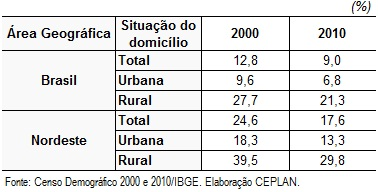 (%)
Área Geográfica Situação do domicílio 2000 2010
Brasil Total 12,8 9,0
Urbana 9,6 6,8
Rural 27,7 21,3
Nordeste Total 24,6 17,6
Urbana 18,3 13,3
Rural 39,5 29,8
Fonte: Censo Demográfico 2000 e 2010/IBGE. Elaboração CEPLAN.